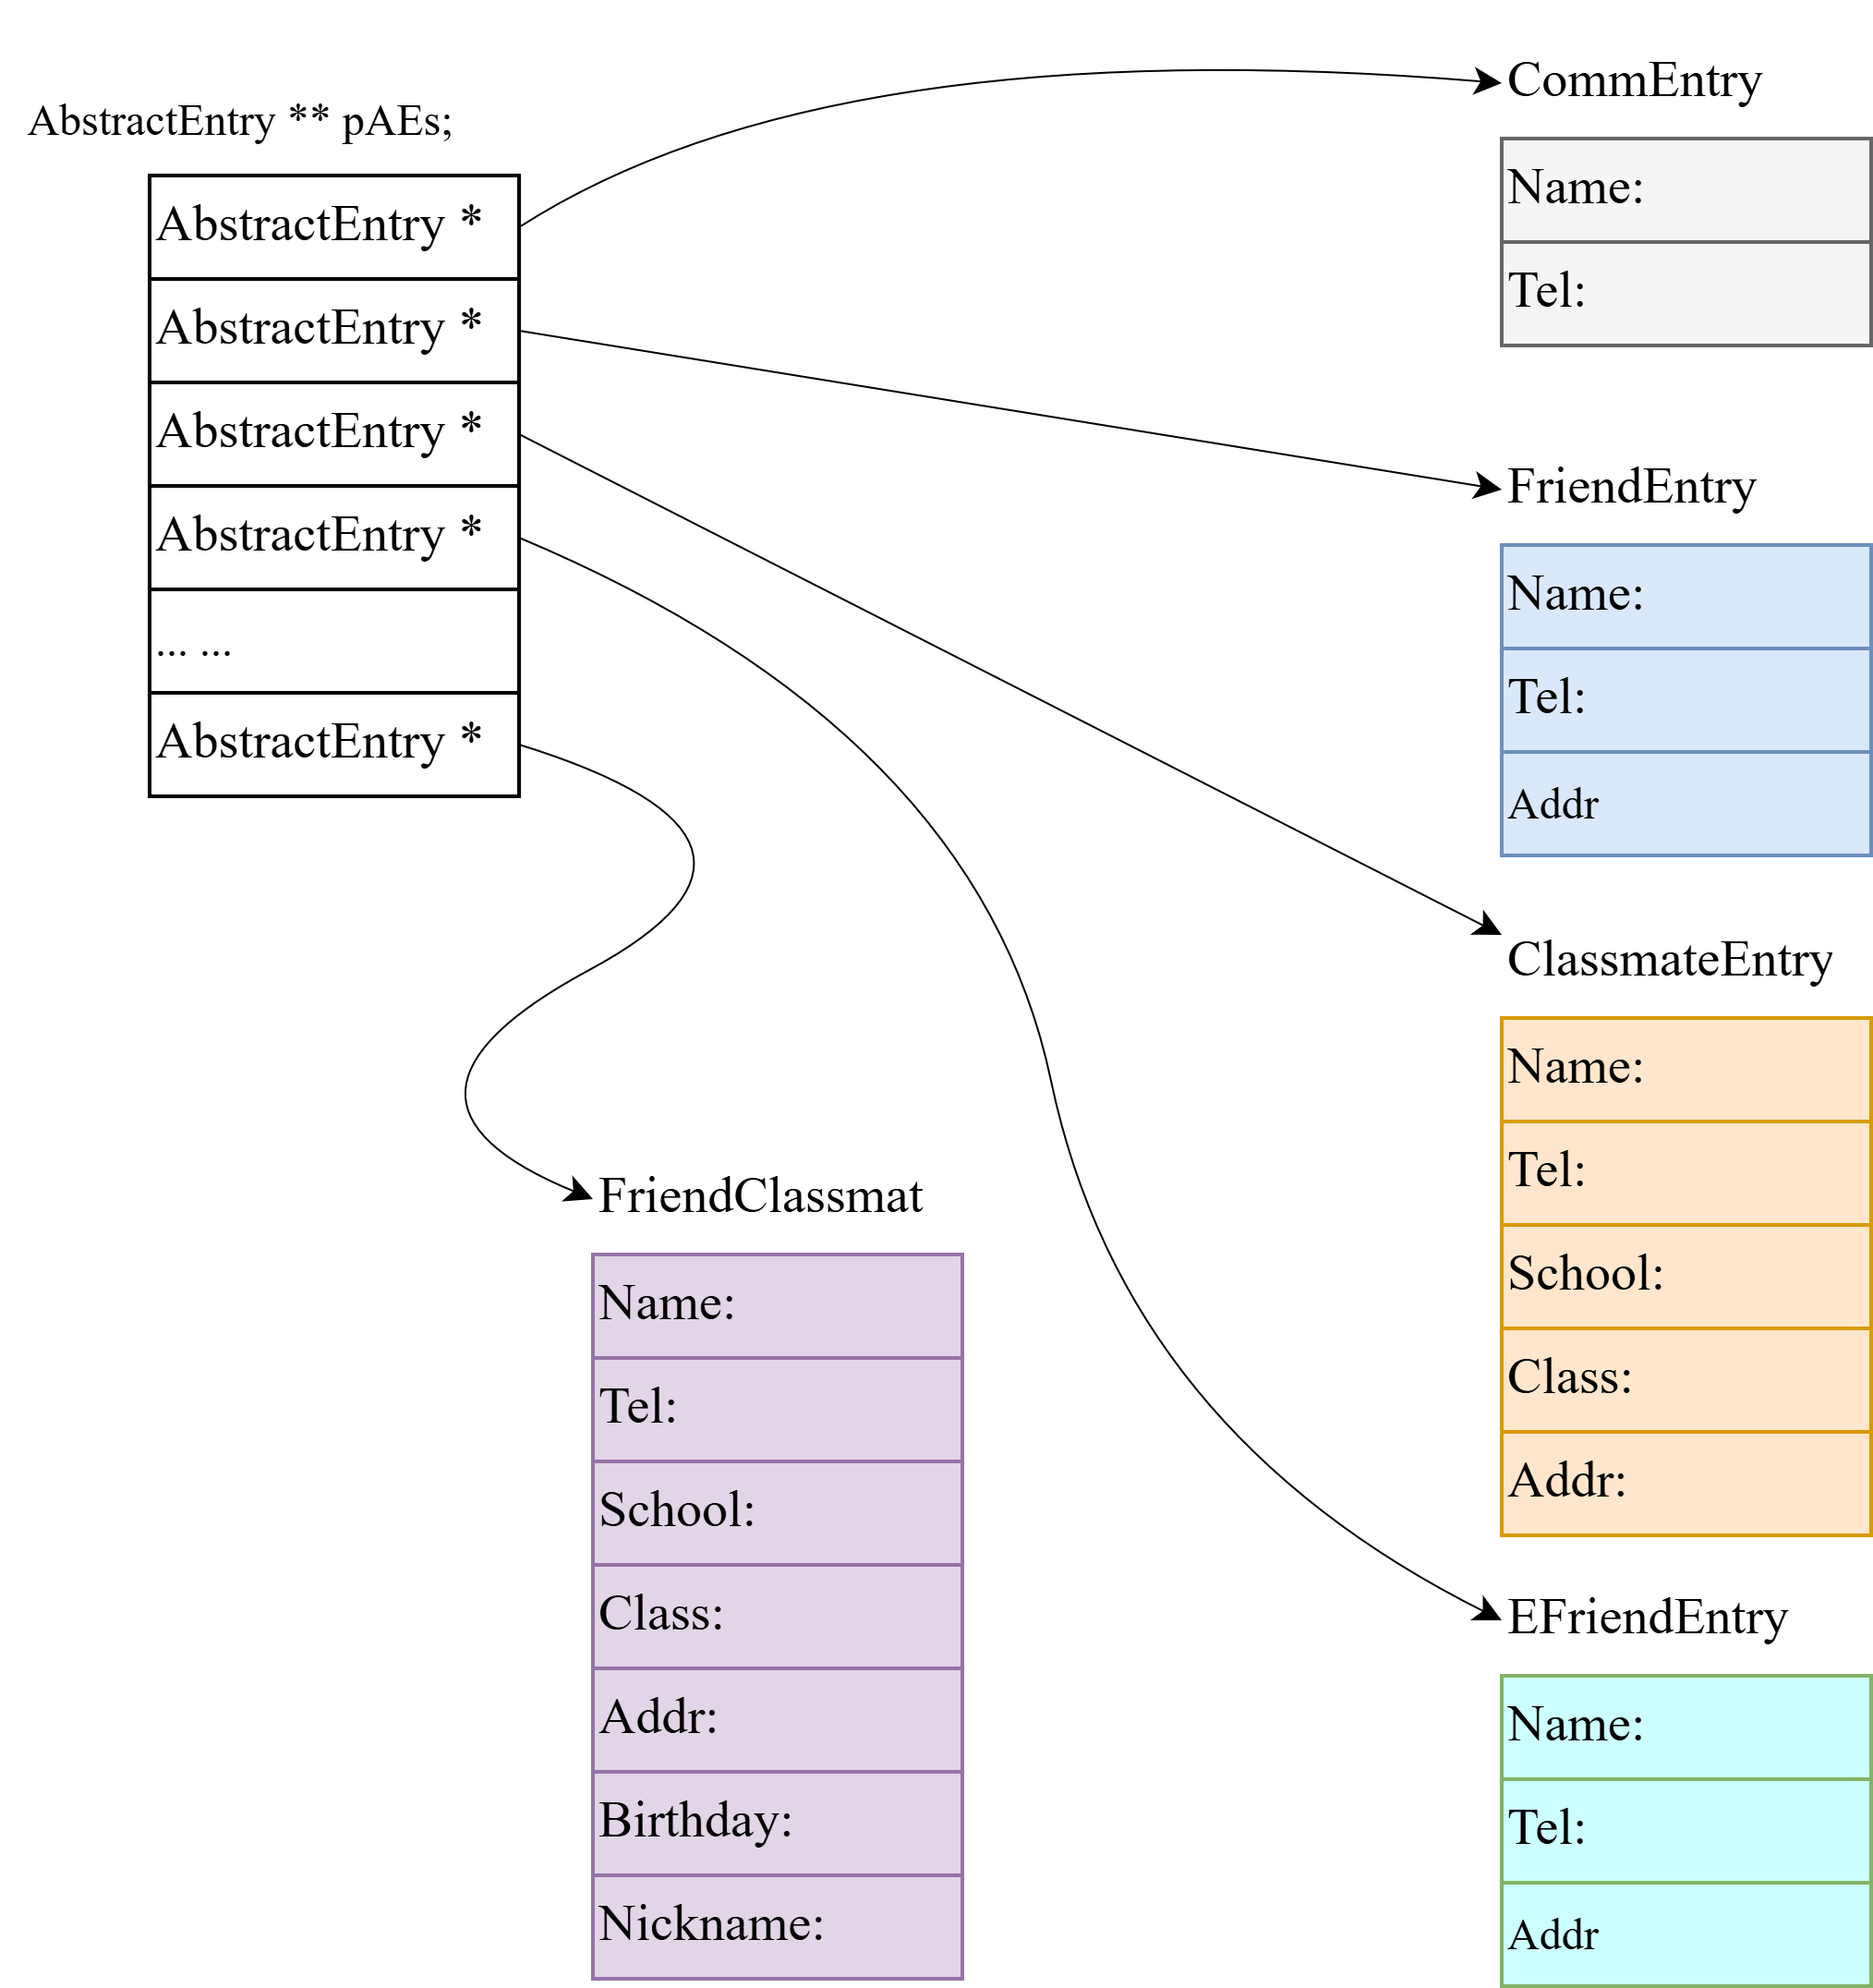 AbstractEntry ** pAEs;
AbstractEntry *
AbstractEntry *
AbstractEntry *
AbstractEntry *
... ...
AbstractEntry *
CommEntry
Name:
Tel:
FriendEntry
Name:
Tel:
Addr
ClassmateEntry
Name:
Tel:
School:
Class:
Addr:
EFriendEntry
Name:
Tel:
Addr
FriendClassmat
Name:
Tel:
School:
Class:
Addr:
Birthday:
Nickname: